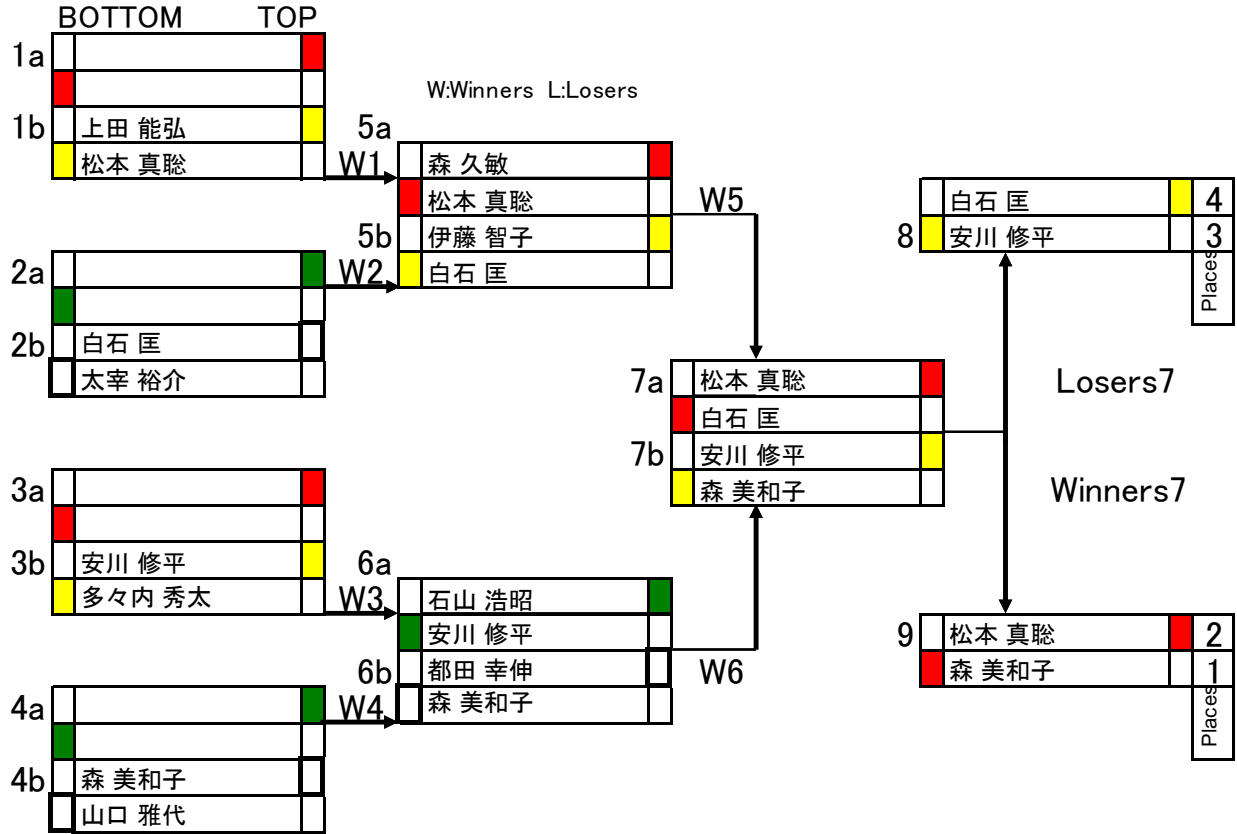 BOTTOM TOP
1a
1b 上田 能弘
松本 真聡
W1
2a
W2
2b 白石 匡
太宰 裕介
3a
3b 安川 修平
多々内 秀太
W3
4a
W4
4b 森 美和子
山口 雅代
W:Winners L:Losers
5a
森 久敏
松本 真聡
5b 伊藤 智子
白石 匡
W5
6a
石山 浩昭
安川 修平
6b 都田 幸伸
森 美和子
W6
7a 松本 真聡
白石 匡
7b 安川 修平
森 美和子
白石 匡 4
8 安川 修平 3
Places
Losers7
Winners7
9 松本 真聡 2
森 美和子 1
Places